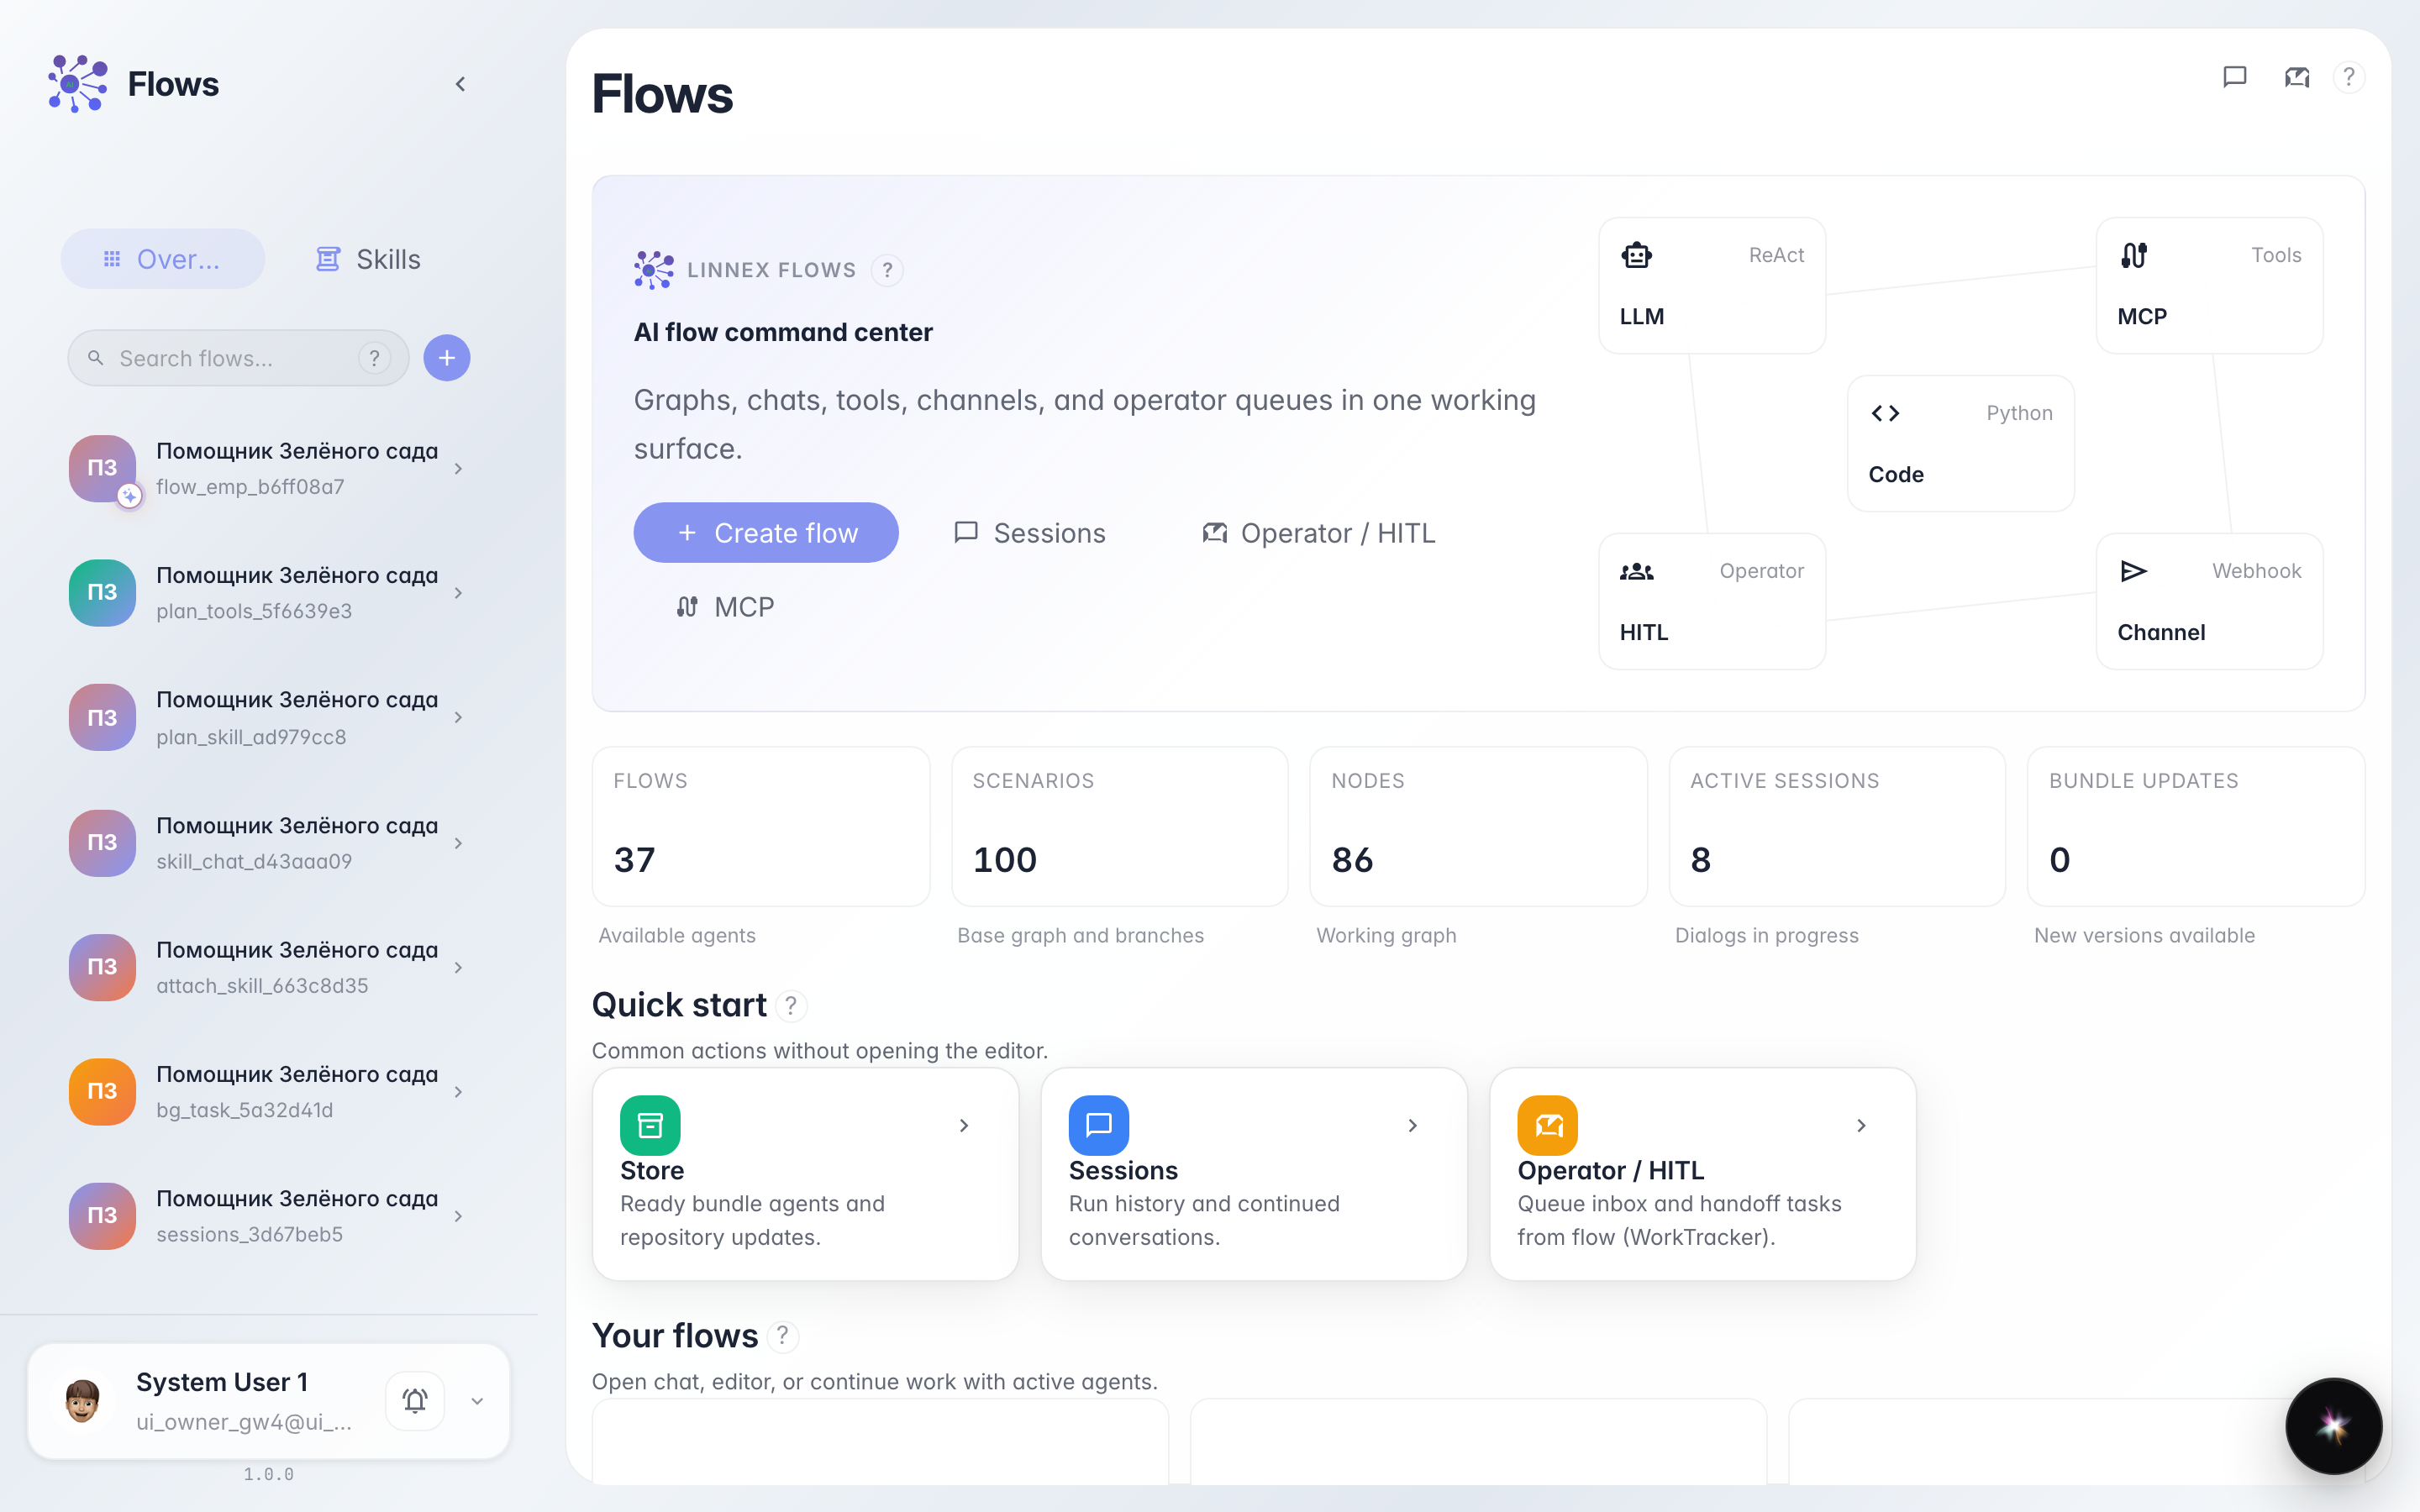 Flows
Over...
Skills
Search flows...
?
ПЗ
Помощник Зелёного сада
flow_emp_b6ff08a7
ПЗ
Помощник Зелёного сада
plan_tools_5f6639e3
ПЗ
Помощник Зелёного сада
plan_skill_ad979cc8
ПЗ
Помощник Зелёного сада
skill_chat_d43aaa09
ПЗ
Помощник Зелёного сада
attach_skill_663c8d35
ПЗ
Помощник Зелёного сада
bg_task_5a32d41d
ПЗ
Помощник Зелёного сада
sessions_3d67beb5
System User 1
ui_owner_gw4@ui_...
1.0.0
Flows
?
LINNEX FLOWS ?
AI flow command center
Graphs, chats, tools, channels, and operator queues in one working
surface.
Create flow
Sessions
Operator / HITL
MCP
ReAct
LLM
Tools
MCP
Python
Code
Operator
HITL
Webhook
Channel
FLOWS
37
Available agents
SCENARIOS
100
Base graph and branches
NODES
86
Working graph
ACTIVE SESSIONS
8
Dialogs in progress
BUNDLE UPDATES
0
New versions available
Quick start ?
Common actions without opening the editor.
Store
Ready bundle agents and
repository updates.
Sessions
Run history and continued
conversations.
Operator / HITL
Queue inbox and handoff tasks
from flow (WorkTracker).
Your flows ?
Open chat, editor, or continue work with active agents.